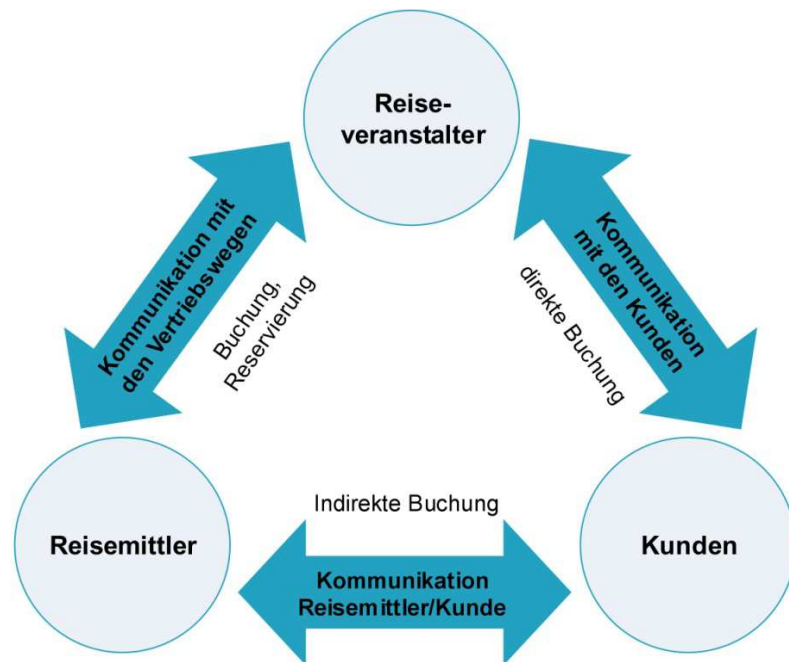 Reise-
veranstalter
Kommunikation mit
den Vertriebswegen
Buchung,
Reservierung
Kommunikation
mit den Kunden
direkte Buchung
Indirekte Buchung
Reisemittler
Kommunikation
Reisemittler/Kunde
Kunden